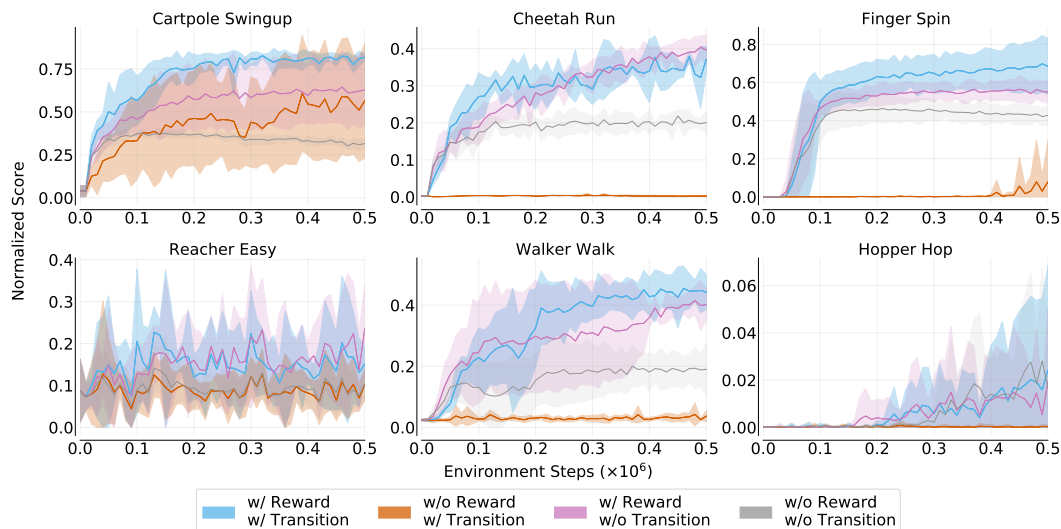 Cartpole Swingup
Cheetah Run
Finger Spin
0.75
0.50
0.25
0.00
0.0 0.1 0.2 0.3 0.4 0.5
0.4
0.3
0.2
0.1
0.0
0.0 0.1 0.2 0.3 0.4 0.5
0.8
0.6
0.4
0.2
0.0
0.0 0.1 0.2 0.3 0.4 0.5
Normalized Score
Reacher Easy
Walker Walk
Hopper Hop
0.4
0.3
0.2
0.1
0.0
0.0 0.1 0.2 0.3 0.4 0.5
0.4
0.2
0.0
0.0 0.1 0.2 0.3 0.4 0.5
0.06
0.04
0.02
0.00
0.0 0.1 0.2 0.3 0.4 0.5
Environment Steps (×10⁶)
w/ Reward
w/ Transition
w/o Reward
w/ Transition
w/ Reward
w/o Transition
w/o Reward
w/o Transition